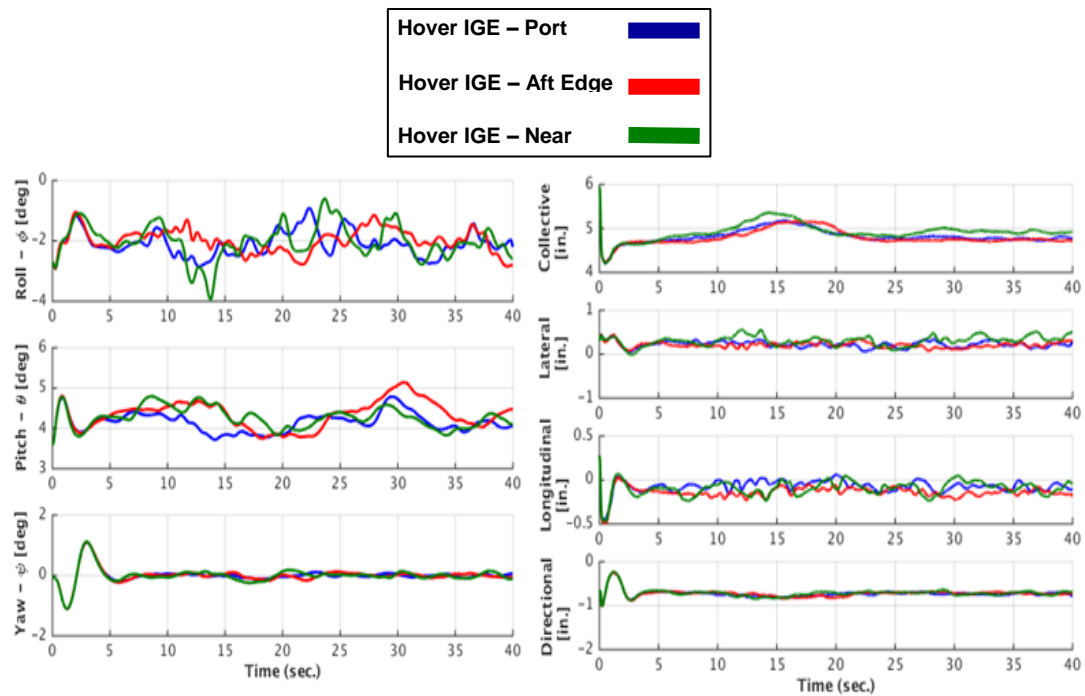 Hover IGE – Port
Hover IGE – Aft Edge
Hover IGE – Near
Roll - ϕ [deg]
0
-2
-4
0 5 10 15 20 25 30 35 40
Pitch - θ [deg]
6
5
4
3
0 5 10 15 20 25 30 35 40
Yaw - ψ [deg]
2
0
-2
0 5 10 15 20 25 30 35 40
Time (sec.)
Collective
[in.]
6
5
4
0 5 10 15 20 25 30 35 40
Lateral
[in.]
1
0
-1
0 5 10 15 20 25 30 35 40
Longitudinal
[in.]
0.5
0
-0.5
0 5 10 15 20 25 30 35 40
Directional
[in.]
0
-1
-2
0 5 10 15 20 25 30 35 40
Time (sec.)